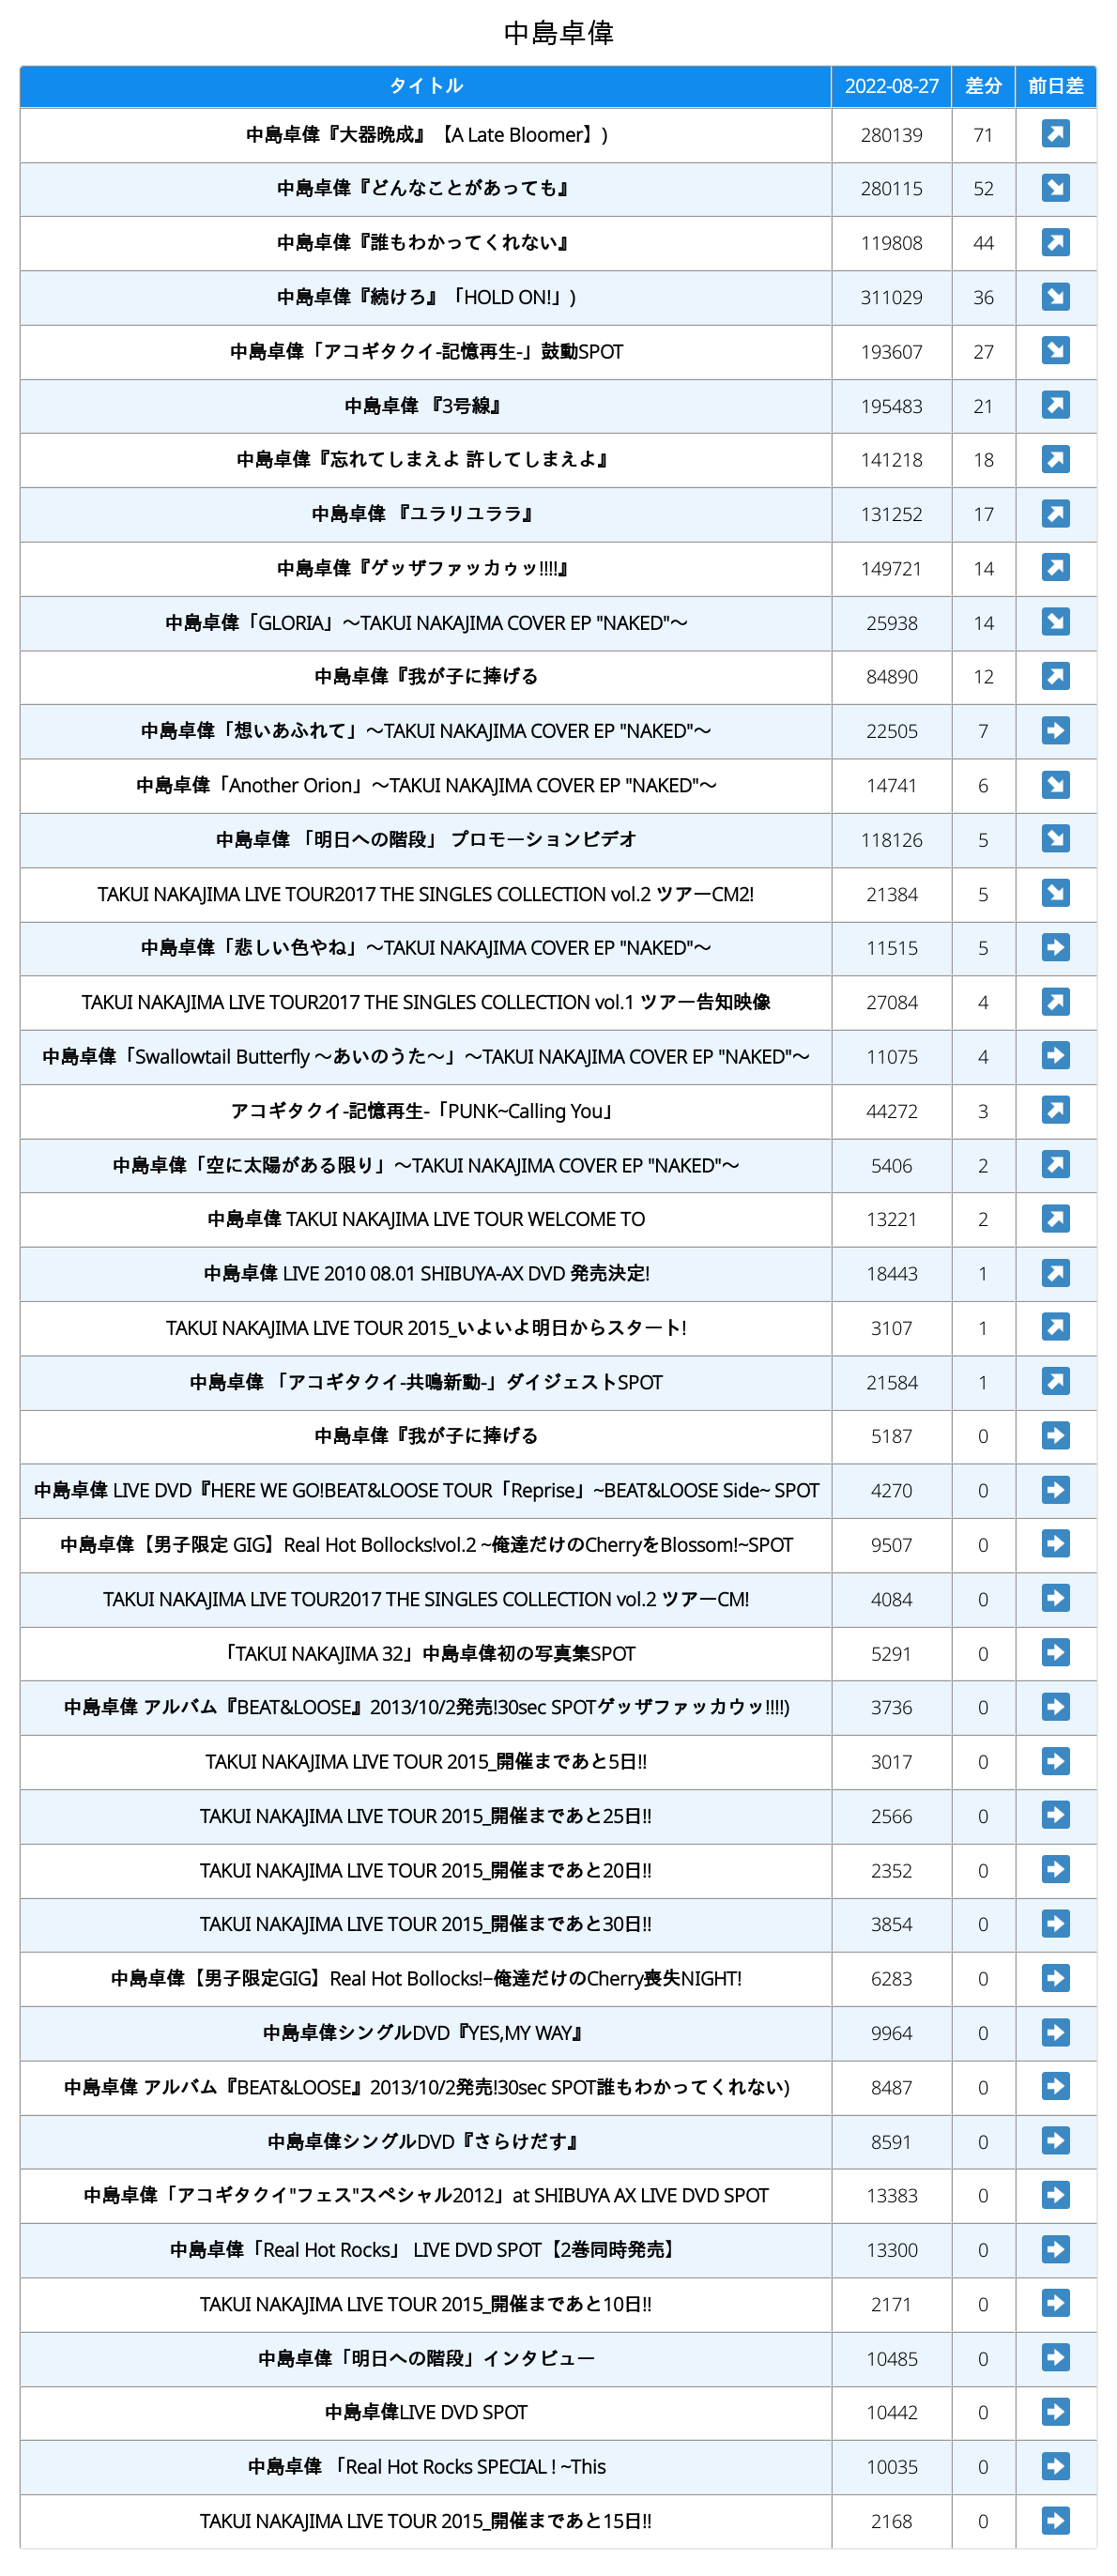 中島卓偉
タイトル 2022-08-27 差分 前日差
中島卓偉『大器晩成』【A Late Bloomer】) 280139 71 ↗
中島卓偉『どんなことがあっても』 280115 52 ↘
中島卓偉『誰もわかってくれない』 119808 44 ↗
中島卓偉『続けろ』「HOLD ON!」) 311029 36 ↘
中島卓偉「アコギタクイ-記憶再生-」鼓動SPOT 193607 27 ↘
中島卓偉 『3号線』 195483 21 ↗
中島卓偉『忘れてしまえよ 許してしまえよ』 141218 18 ↗
中島卓偉 『ユラリユララ』 131252 17 ↗
中島卓偉『ゲッザファッカゥッ!!!!』 149721 14 ↗
中島卓偉「GLORIA」〜TAKUI NAKAJIMA COVER EP "NAKED"〜 25938 14 ↘
中島卓偉『我が子に捧げる 84890 12 ↗
中島卓偉「想いあふれて」〜TAKUI NAKAJIMA COVER EP "NAKED"〜 22505 7 ➡
中島卓偉「Another Orion」〜TAKUI NAKAJIMA COVER EP "NAKED"〜 14741 6 ↘
中島卓偉 「明日への階段」 プロモーションビデオ 118126 5 ↘
TAKUI NAKAJIMA LIVE TOUR2017 THE SINGLES COLLECTION vol.2 ツアーCM2! 21384 5 ↘
中島卓偉「悲しい色やね」〜TAKUI NAKAJIMA COVER EP "NAKED"〜 11515 5 ➡
TAKUI NAKAJIMA LIVE TOUR2017 THE SINGLES COLLECTION vol.1 ツアー告知映像 27084 4 ↗
中島卓偉「Swallowtail Butterfly 〜あいのうた〜」〜TAKUI NAKAJIMA COVER EP "NAKED"〜 11075 4 ➡
アコギタクイ-記憶再生-「PUNK~Calling You」 44272 3 ↗
中島卓偉「空に太陽がある限り」〜TAKUI NAKAJIMA COVER EP "NAKED"〜 5406 2 ↗
中島卓偉 TAKUI NAKAJIMA LIVE TOUR WELCOME TO 13221 2 ↗
中島卓偉 LIVE 2010 08.01 SHIBUYA-AX DVD 発売決定! 18443 1 ↗
TAKUI NAKAJIMA LIVE TOUR 2015_いよいよ明日からスタート! 3107 1 ↗
中島卓偉 「アコギタクイ-共鳴新動-」ダイジェストSPOT 21584 1 ↗
中島卓偉『我が子に捧げる 5187 0 ➡
中島卓偉 LIVE DVD『HERE WE GO!BEAT&LOOSE TOUR「Reprise」~BEAT&LOOSE Side~ SPOT 4270 0 ➡
中島卓偉【男子限定 GIG】Real Hot Bollocks!vol.2 ~俺達だけのCherryをBlossom!~SPOT 9507 0 ➡
TAKUI NAKAJIMA LIVE TOUR2017 THE SINGLES COLLECTION vol.2 ツアーCM! 4084 0 ➡
「TAKUI NAKAJIMA 32」中島卓偉初の写真集SPOT 5291 0 ➡
中島卓偉 アルバム『BEAT&LOOSE』2013/10/2発売!30sec SPOTゲッザファッカウッ!!!!) 3736 0 ➡
TAKUI NAKAJIMA LIVE TOUR 2015_開催まであと5日!! 3017 0 ➡
TAKUI NAKAJIMA LIVE TOUR 2015_開催まであと25日!! 2566 0 ➡
TAKUI NAKAJIMA LIVE TOUR 2015_開催まであと20日!! 2352 0 ➡
TAKUI NAKAJIMA LIVE TOUR 2015_開催まであと30日!! 3854 0 ➡
中島卓偉【男子限定GIG】Real Hot Bollocks!–俺達だけのCherry喪失NIGHT! 6283 0 ➡
中島卓偉シングルDVD『YES,MY WAY』 9964 0 ➡
中島卓偉 アルバム『BEAT&LOOSE』2013/10/2発売!30sec SPOT誰もわかってくれない) 8487 0 ➡
中島卓偉シングルDVD『さらけだす』 8591 0 ➡
中島卓偉「アコギタクイ"フェス"スペシャル2012」at SHIBUYA AX LIVE DVD SPOT 13383 0 ➡
中島卓偉「Real Hot Rocks」 LIVE DVD SPOT【2巻同時発売】 13300 0 ➡
TAKUI NAKAJIMA LIVE TOUR 2015_開催まであと10日!! 2171 0 ➡
中島卓偉「明日への階段」インタビュー 10485 0 ➡
中島卓偉LIVE DVD SPOT 10442 0 ➡
中島卓偉 「Real Hot Rocks SPECIAL ! ~This 10035 0 ➡
TAKUI NAKAJIMA LIVE TOUR 2015_開催まであと15日!! 2168 0 ➡